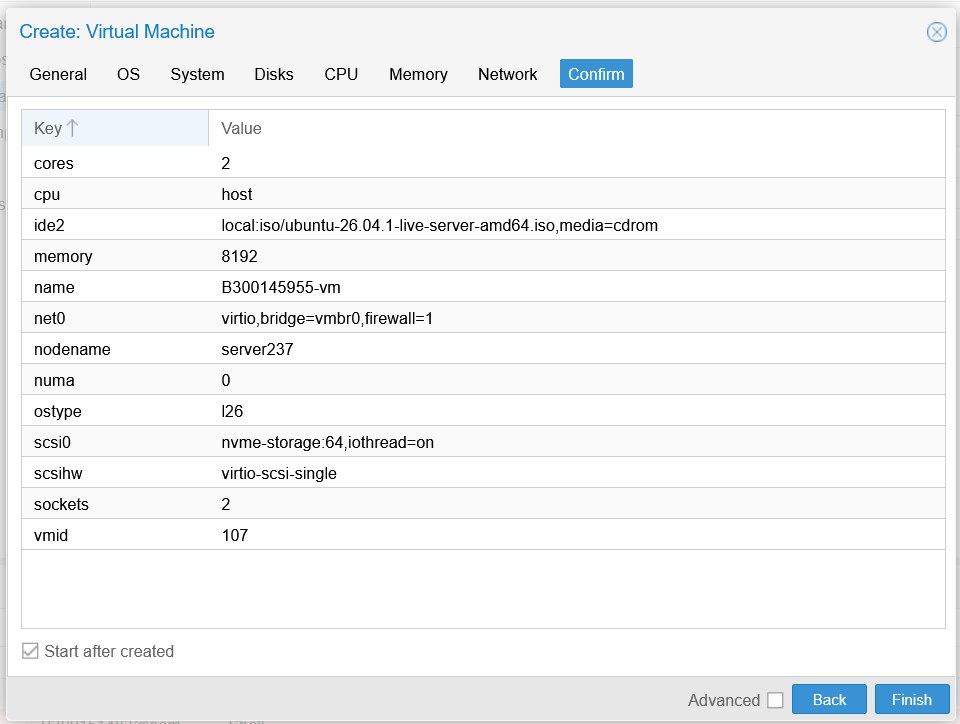 Create: Virtual Machine
General OS System Disks CPU Memory Network Confirm
Key Value
cores 2
cpu host
ide2 local:iso/ubuntu-26.04.1-live-server-amd64.iso,media=cdrom
memory 8192
name B300145955-vm
net0 virtio,bridge=vmbr0,firewall=1
nodename server237
numa 0
ostype l26
scsi0 nvme-storage:64,iothread=on
scsihw virtio-scsi-single
sockets 2
vmid 107
Start after created
Advanced Back Finish